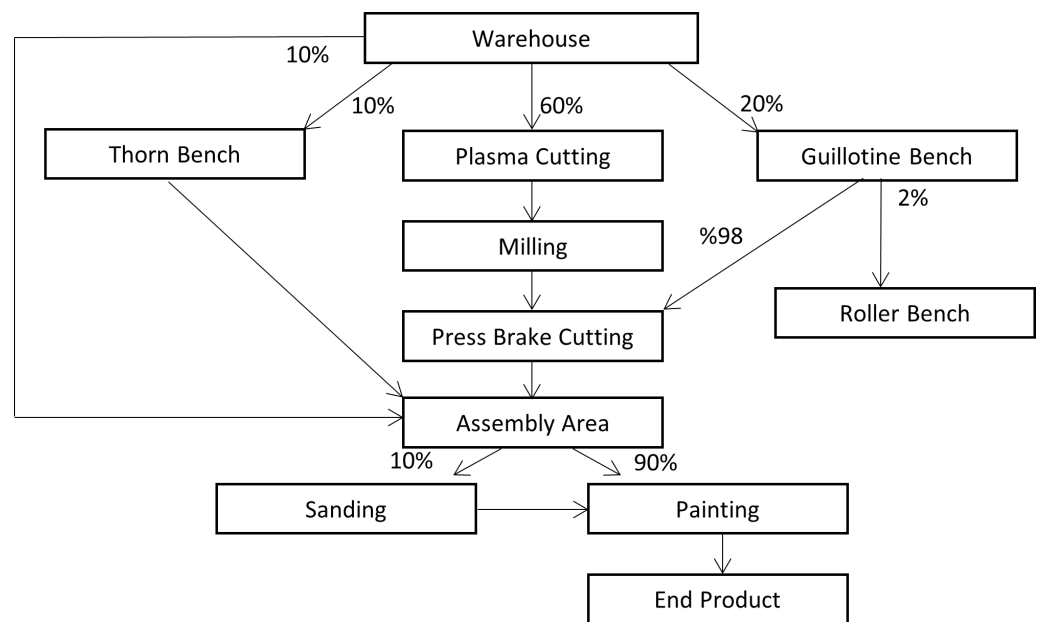 Warehouse
10%
10%
60%
20%
Thorn Bench
Plasma Cutting
Guillotine Bench
2%
%98
Milling
Roller Bench
Press Brake Cutting
Assembly Area
10%
90%
Sanding
Painting
End Product